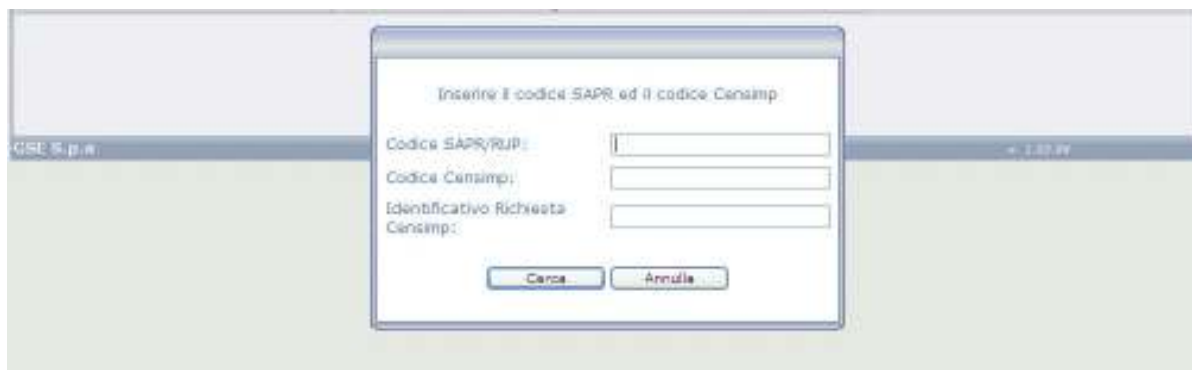 Inserire il codice SAPR ed il codice Censimp
GSE S.p.a
Codice SAPR/RUP:
Codice Censimp:
Identificativo Richiesta
Censimp:
Cerca
Annulla